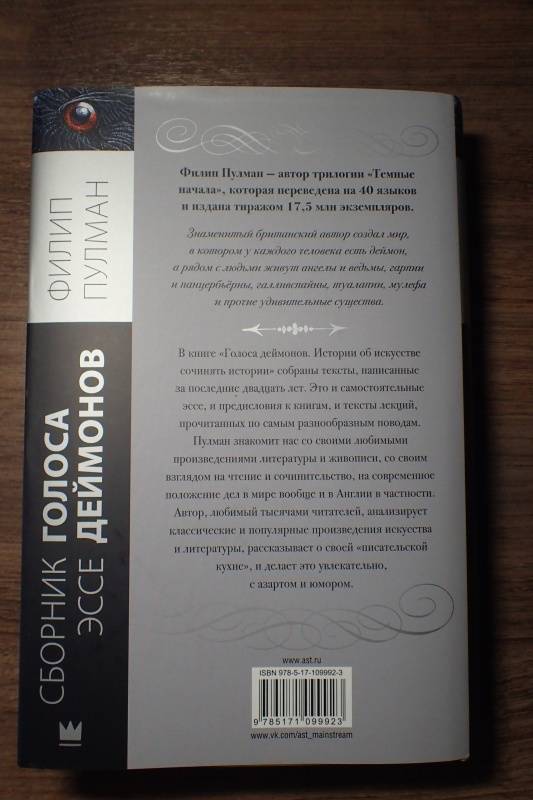 ФИЛИП
ПУЛМАН
ГОЛОСА
ДЕЙМОНОВ
СБОРНИК
ЭССЕ
Филип Пулман – автор трилогии «Темные
начала», которая переведена на 40 языков
и издана тиражом 17,5 млн экземпляров.
Знаменитый британский автор создал мир,
в котором у каждого человека есть деймон,
а рядом с людьми живут ангелы и ведьмы, гарпии
и панцербьёрны, галливспайны, туалапи, мулефа
и прочие удивительные существа.
В книге «Голоса деймонов. Истории об искусстве
сочинять истории» собраны тексты, написанные
за последние двадцать лет. Это и самостоятельные
эссе, и предисловия к книгам, и тексты лекций,
прочитанных по самым разнообразным поводам.
Пулман знакомит нас со своими любимыми
произведениями литературы и живописи, со своим
взглядом на чтение и сочинительство, на современное
положение дел в мире вообще и в Англии в частности.
Автор, любимый тысячами читателей, анализирует
классические и популярные произведения искусства
и литературы, рассказывает о своей «писательской
кухне», и делает это увлекательно,
с азартом и юмором.
www.ast.ru
ISBN 978-5-17-109992-3
9 785171 099923
www.vk.com/ast_mainstream